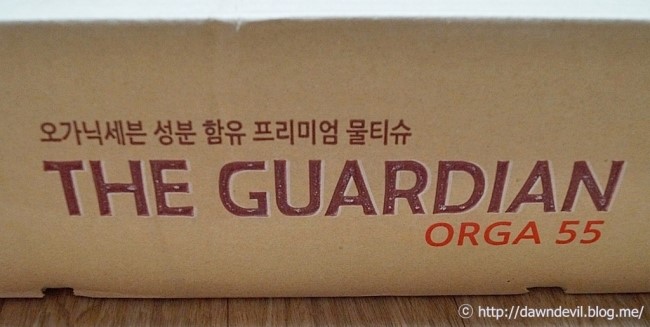 오가닉세븐 성분 함유 프리미엄 물티슈
THE GUARDIAN
ORGA 55
© http://dawndevil.blog.me/